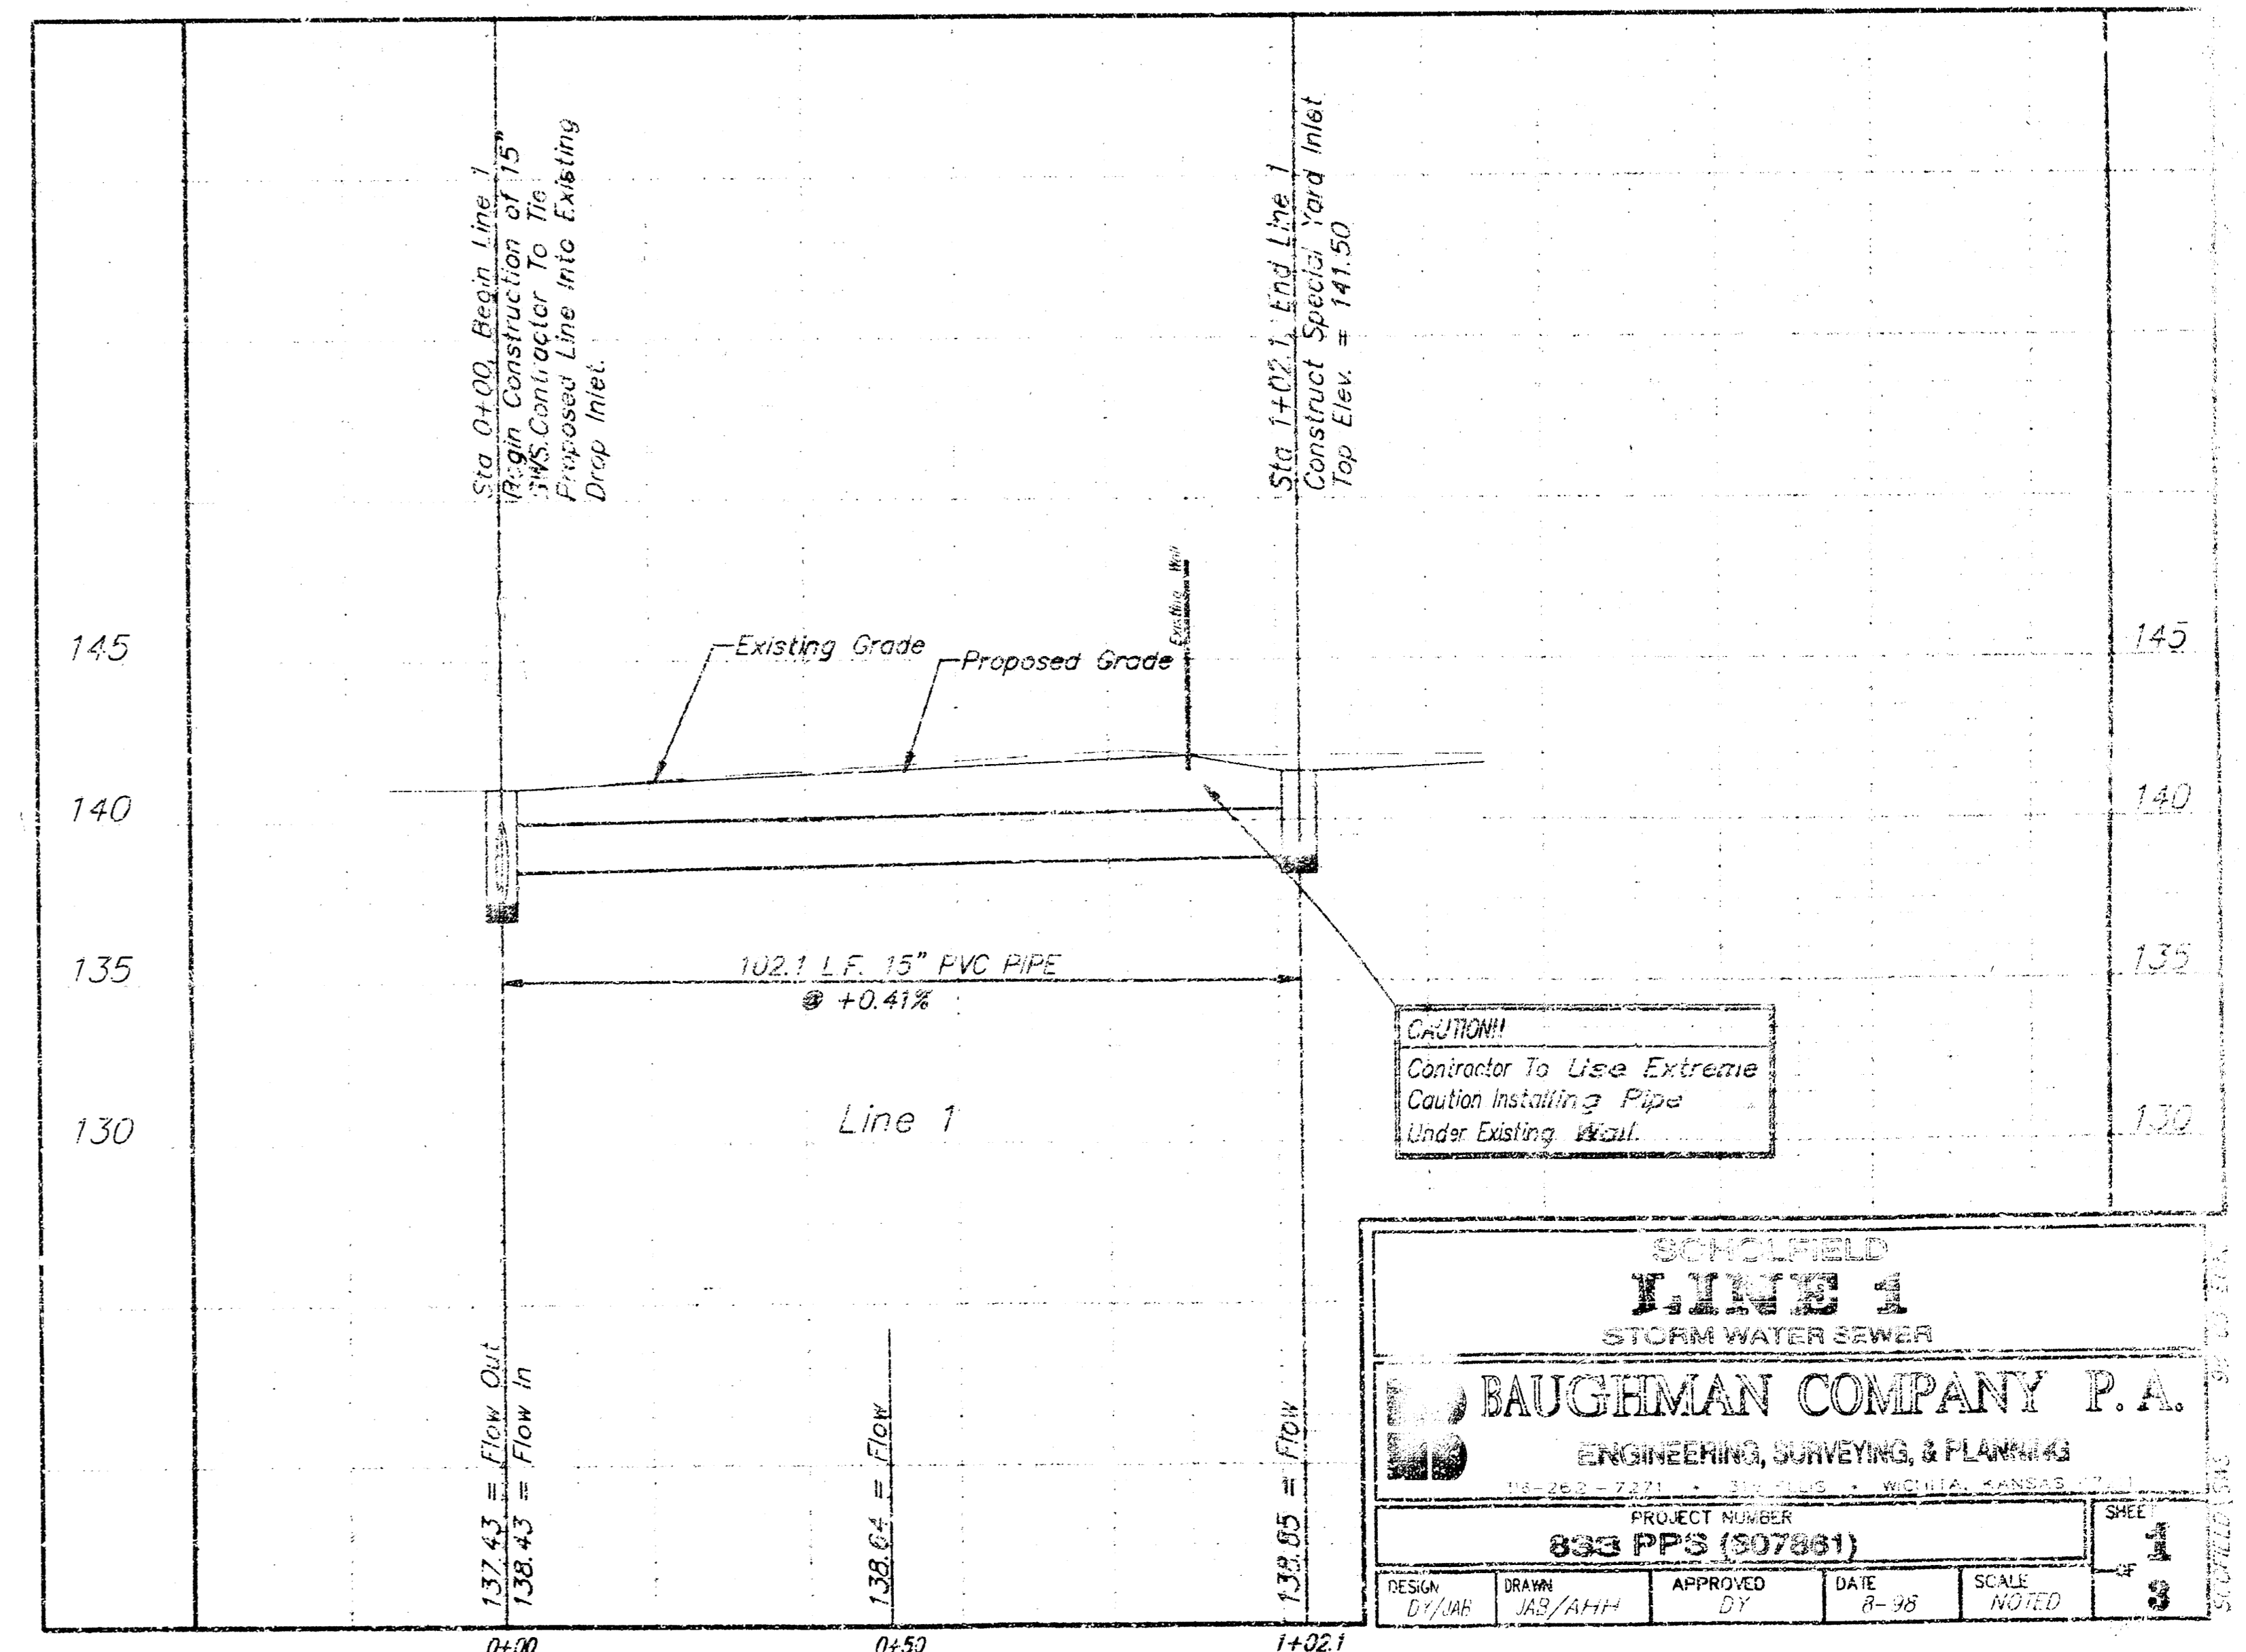 Sta 0+00, Begin Line 1
Begin Construction of 15"
SWS. Contractor To Tie
Proposed Line Into Existing
Drop Inlet.
Sta 1+02.1, End Line 1
Construct Special Yard Inlet
Top Elev. = 141.50
Existing Wall
145
Existing Grade
Proposed Grade
145
140
140
135
135
102.1 L.F. 15" PVC PIPE
@ +0.41%
CAUTION!!
Contractor To Use Extreme
Caution Installing Pipe
Under Existing Wall.
130
Line 1
130
137.43 = Flow Out
138.43 = Flow In
138.64 = Flow
138.85 = Flow
0+00
0+50
1+02.1
SCHOLFIELD
LINE 1
STORM WATER SEWER
BAUGHMAN COMPANY P. A.
ENGINEERING, SURVEYING, & PLANNING
ELLIS • WICHITA, KANSAS
PROJECT NUMBER
833 PPS (S07861)
SHEET
1
OF
3
DESIGN
DY/JAB
DRAWN
JAB/AHH
APPROVED
DY
DATE
8-98
SCALE
NOTED